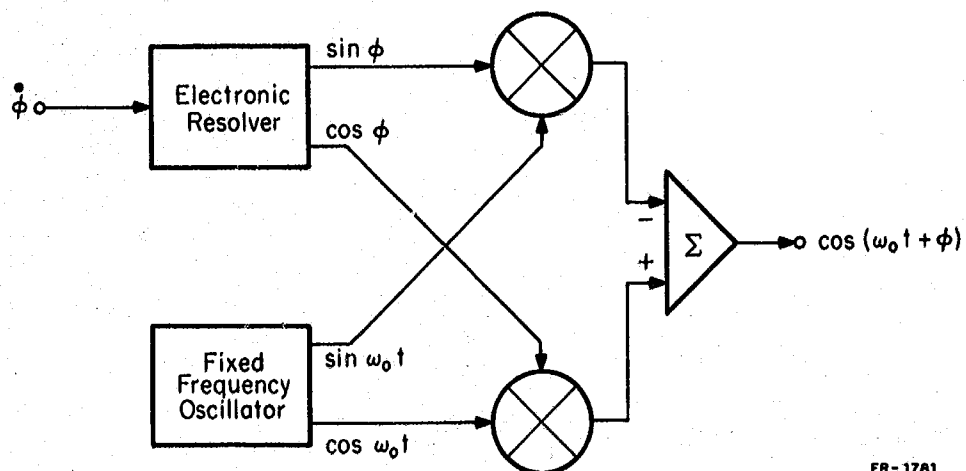 sin ϕ
ϕ̇
Electronic
Resolver
cos ϕ
−
Σ
cos (ω₀t + ϕ)
+
sin ω₀t
Fixed
Frequency
Oscillator
cos ω₀t
FR-1781